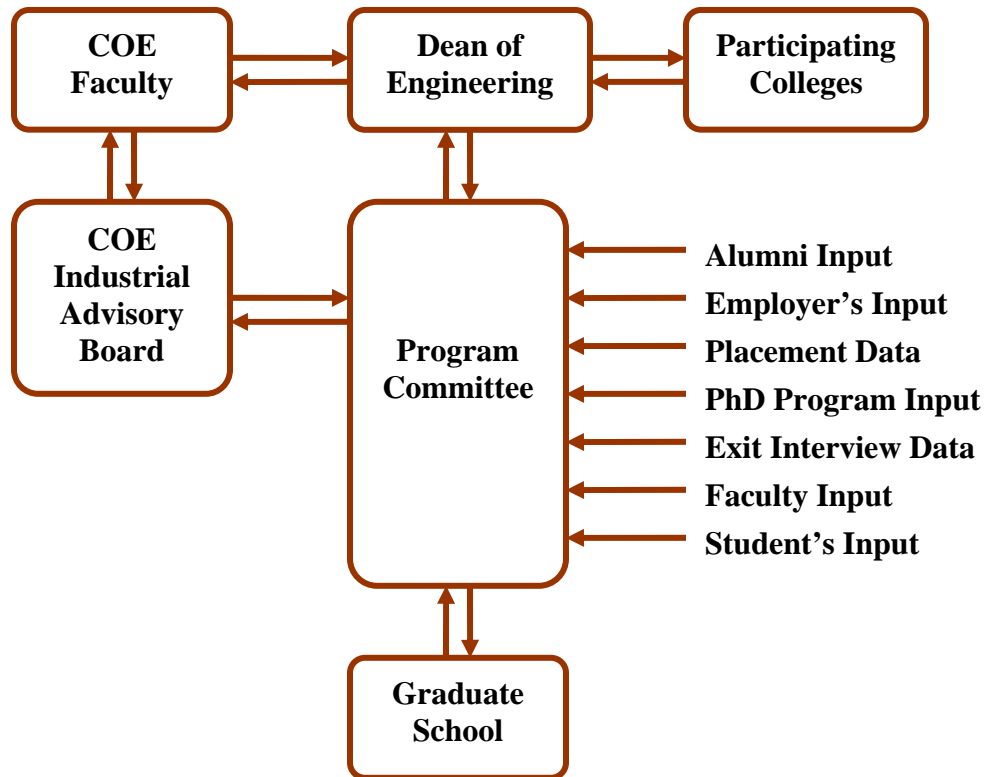 COE
Faculty
Dean of
Engineering
Participating
Colleges
COE
Industrial
Advisory
Board
Program
Committee
Alumni Input
Employer’s Input
Placement Data
PhD Program Input
Exit Interview Data
Faculty Input
Student’s Input
Graduate
School